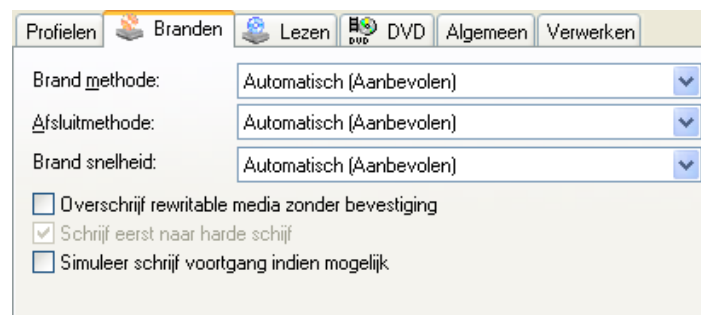 Profielen Branden Lezen DVD Algemeen Verwerken
Brand methode: Automatisch (Aanbevolen)
Afsluitmethode: Automatisch (Aanbevolen)
Brand snelheid: Automatisch (Aanbevolen)
Overschrijf rewritable media zonder bevestiging
Schrijf eerst naar harde schijf
Simuleer schrijf voortgang indien mogelijk